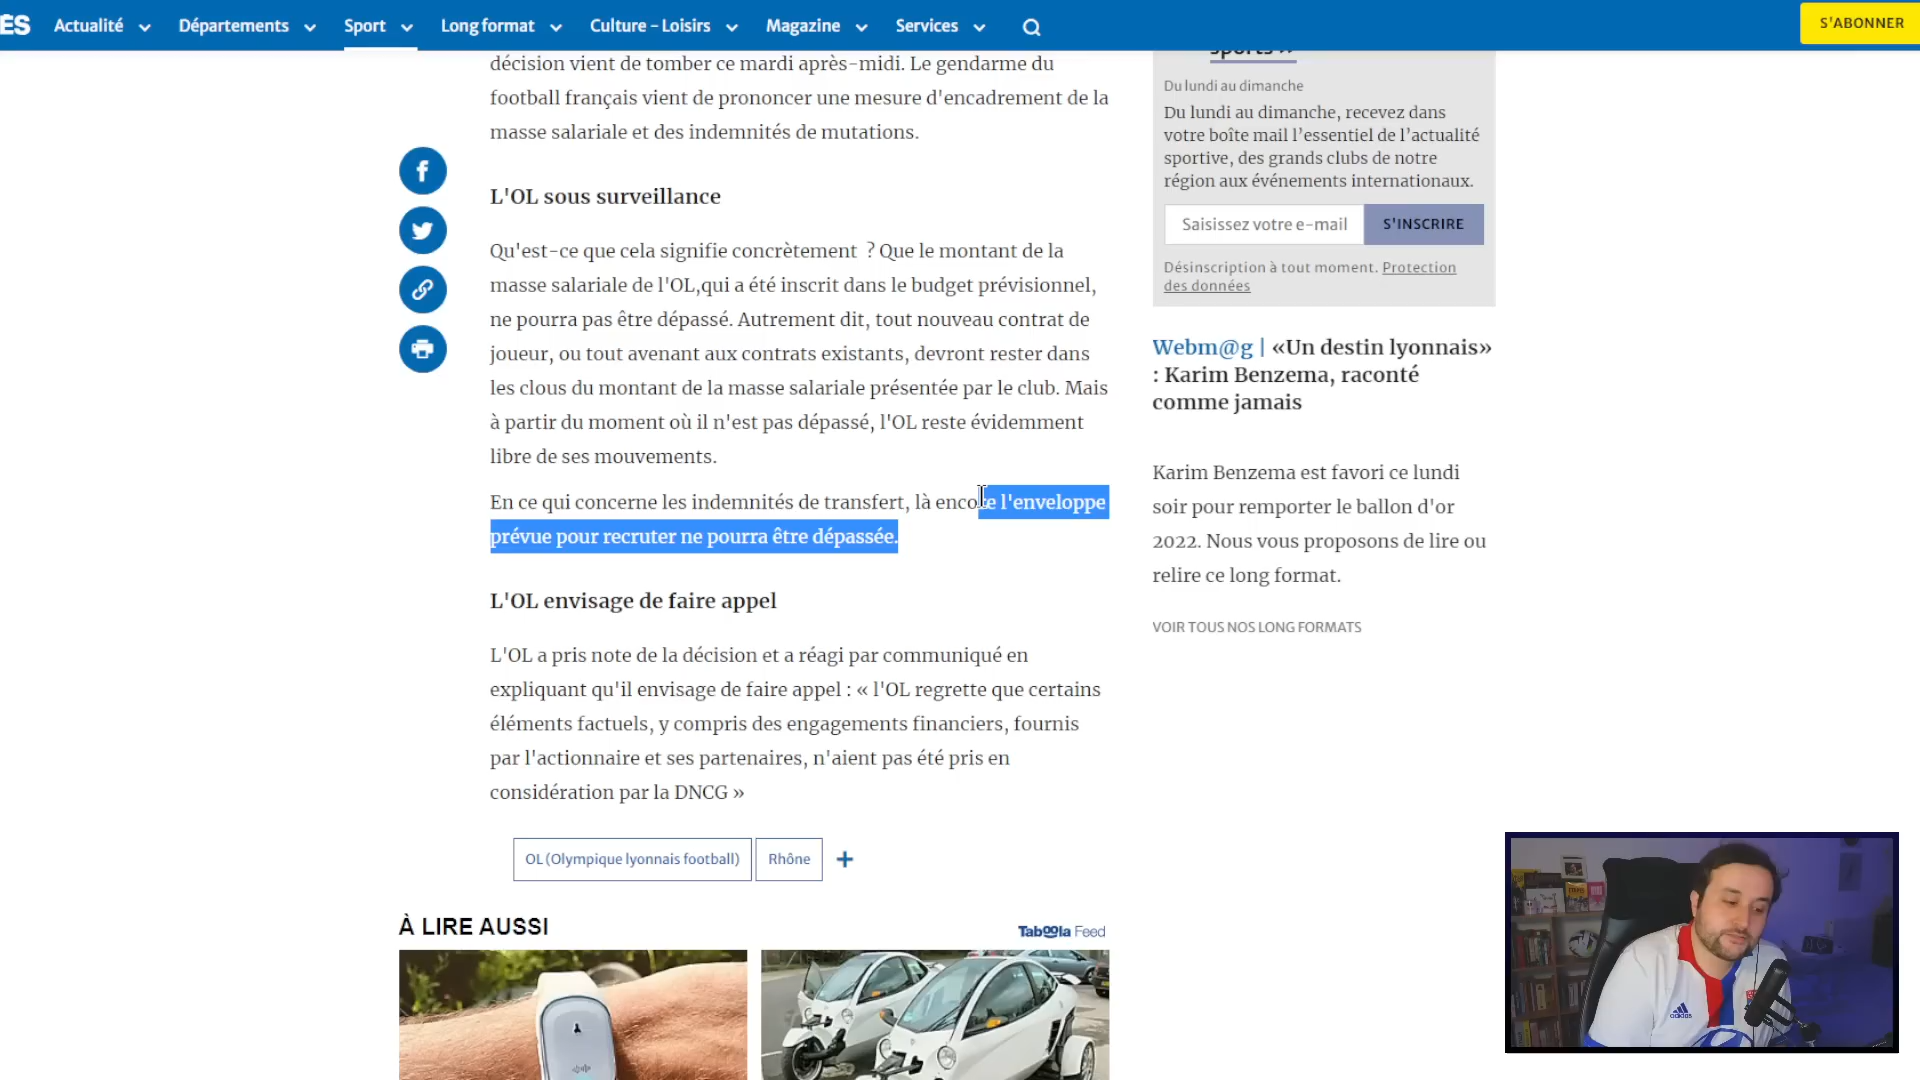 ES Actualité Départements Sport Long format Culture – Loisirs Magazine Services S'ABONNER
décision vient de tomber ce mardi après-midi. Le gendarme du
football français vient de prononcer une mesure d'encadrement de la
masse salariale et des indemnités de mutations.
L'OL sous surveillance
Qu'est-ce que cela signifie concrètement ? Que le montant de la
masse salariale de l'OL,qui a été inscrit dans le budget prévisionnel,
ne pourra pas être dépassé. Autrement dit, tout nouveau contrat de
joueur, ou tout avenant aux contrats existants, devront rester dans
les clous du montant de la masse salariale présentée par le club. Mais
à partir du moment où il n'est pas dépassé, l'OL reste évidemment
libre de ses mouvements.
En ce qui concerne les indemnités de transfert, là encore l'enveloppe
prévue pour recruter ne pourra être dépassée.
L'OL envisage de faire appel
L'OL a pris note de la décision et a réagi par communiqué en
expliquant qu'il envisage de faire appel : « l'OL regrette que certains
éléments factuels, y compris des engagements financiers, fournis
par l'actionnaire et ses partenaires, n'aient pas été pris en
considération par la DNCG »
OL (Olympique lyonnais football) Rhône +
À LIRE AUSSI
Taboola Feed
sports »
Du lundi au dimanche
Du lundi au dimanche, recevez dans
votre boîte mail l’essentiel de l’actualité
sportive, des grands clubs de notre
région aux événements internationaux.
Saisissez votre e-mail S'INSCRIRE
Désinscription à tout moment. Protection
des données
Webm@g | «Un destin lyonnais»
: Karim Benzema, raconté
comme jamais
Karim Benzema est favori ce lundi
soir pour remporter le ballon d'or
2022. Nous vous proposons de lire ou
relire ce long format.
VOIR TOUS NOS LONG FORMATS
adidas